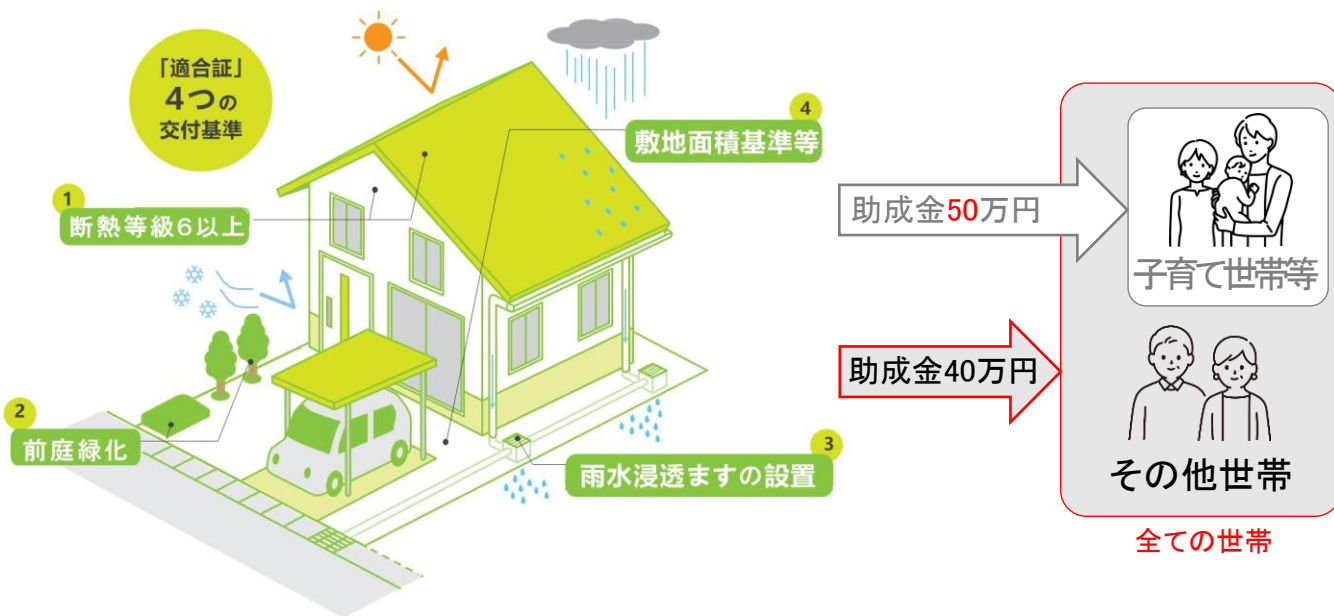 「適合証」
4つの
交付基準
1
断熱等級6以上
2
前庭緑化
3
雨水浸透ますの設置
4
敷地面積基準等
助成金50万円
子育て世帯等
助成金40万円
その他世帯
全ての世帯